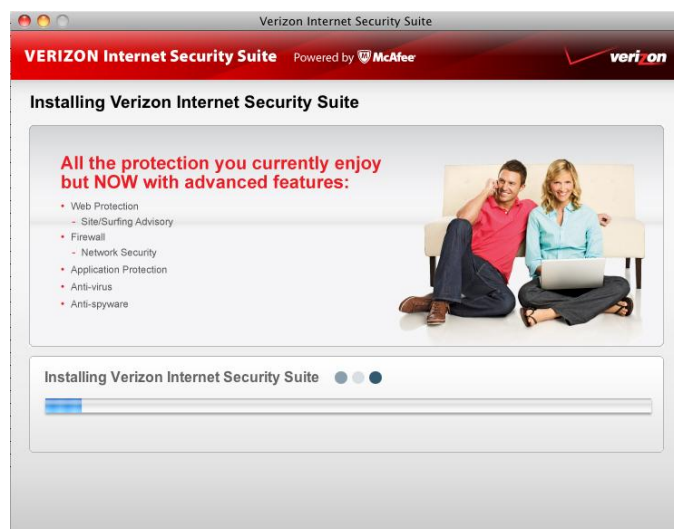 Verizon Internet Security Suite
VERIZON Internet Security Suite Powered by McAfee verizon
Installing Verizon Internet Security Suite
All the protection you currently enjoy
but NOW with advanced features:
• Web Protection
- Site/Surfing Advisory
• Firewall
- Network Security
• Application Protection
• Anti-virus
• Anti-spyware
Installing Verizon Internet Security Suite